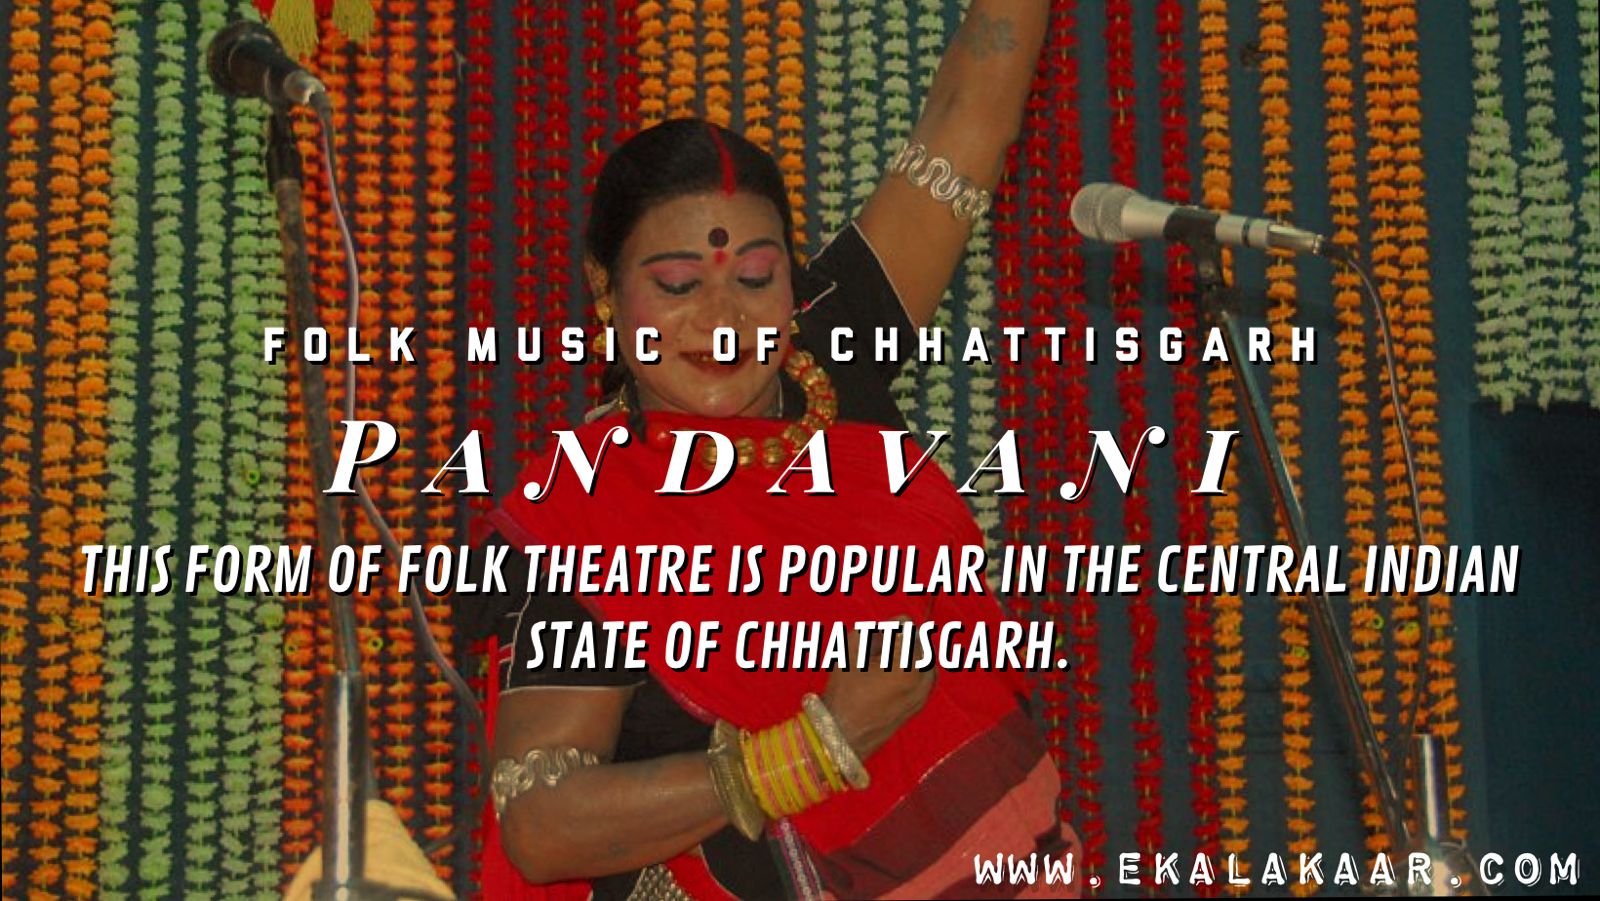 FOLK MUSIC OF CHHATTISGARH
PANDAVANI
THIS FORM OF FOLK THEATRE IS POPULAR IN THE CENTRAL INDIAN
STATE OF CHHATTISGARH.
WWW.EKALAKAAR.COM